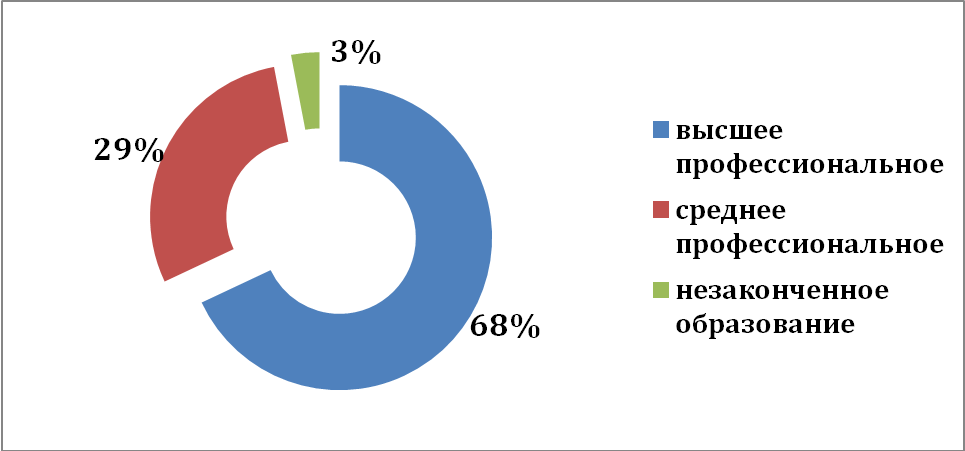 3%
29%
68%
высшее
профессиональное
среднее
профессиональное
незаконченное
образование